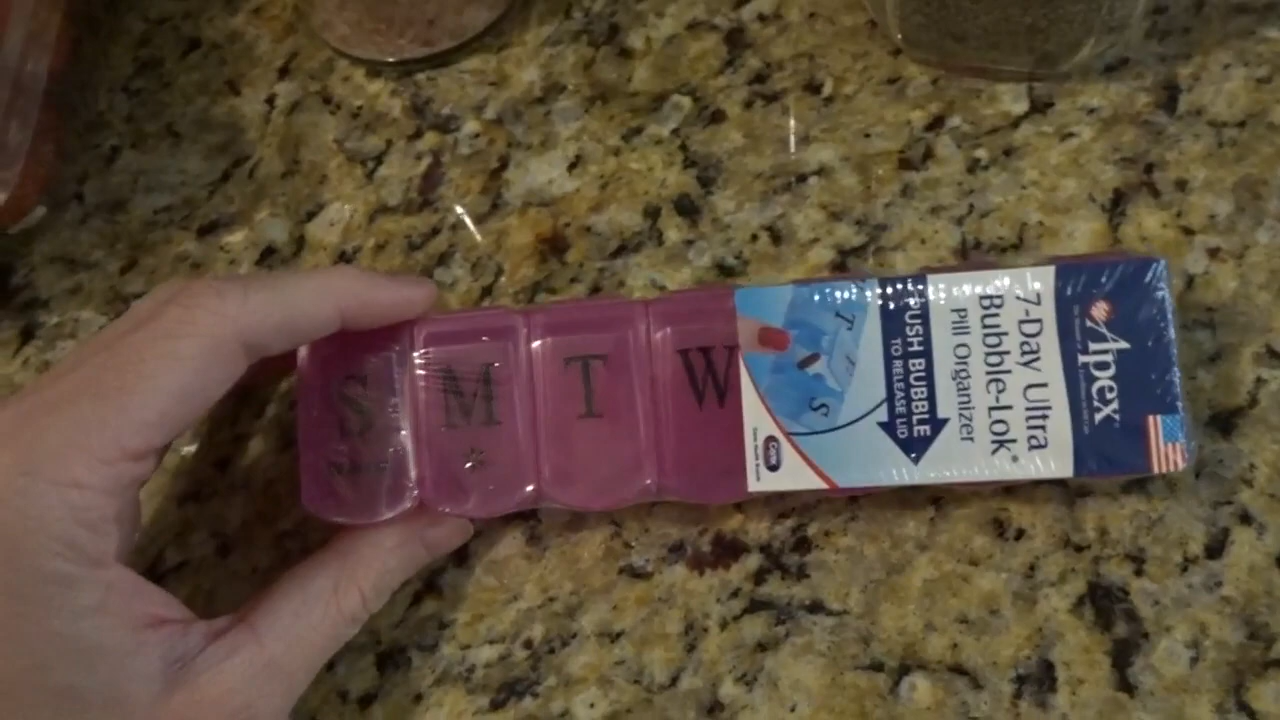 S
M
T
W
T
F
S
PUSH BUBBLE
TO RELEASE LID
7-Day Ultra
Bubble-Lok®
Pill Organizer
Apex®